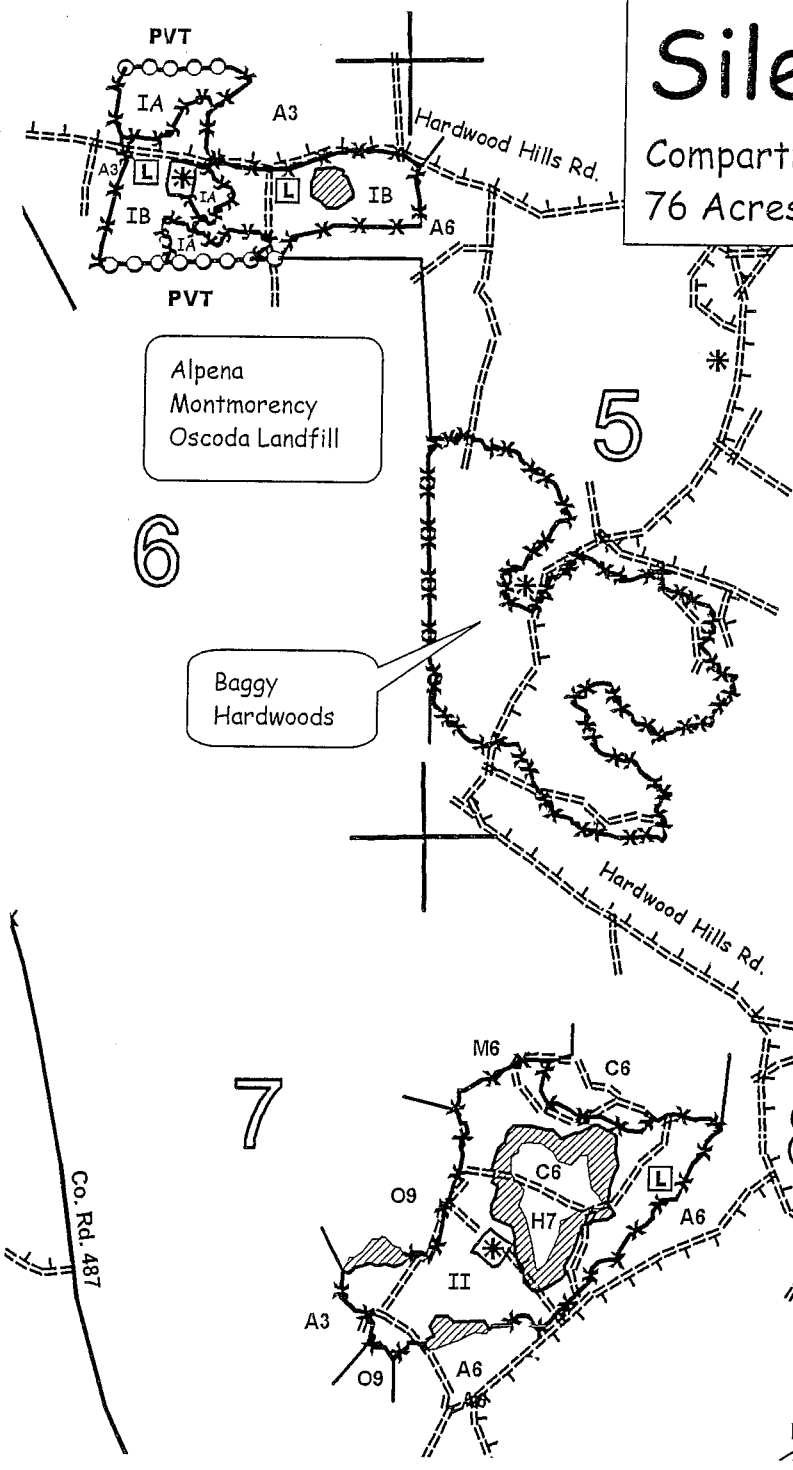 PVT
Sile
Compart
76 Acres
IA
A3
Hardwood Hills Rd.
A3
L
IA
L
IB
IB
IA
A6
PVT
Alpena
Montmorency
Oscoda Landfill
5
6
Baggy
Hardwoods
Hardwood Hills Rd.
M6
C6
7
C6
L
Co. Rd. 487
O9
H7
A6
II
A3
O9
A6
A6